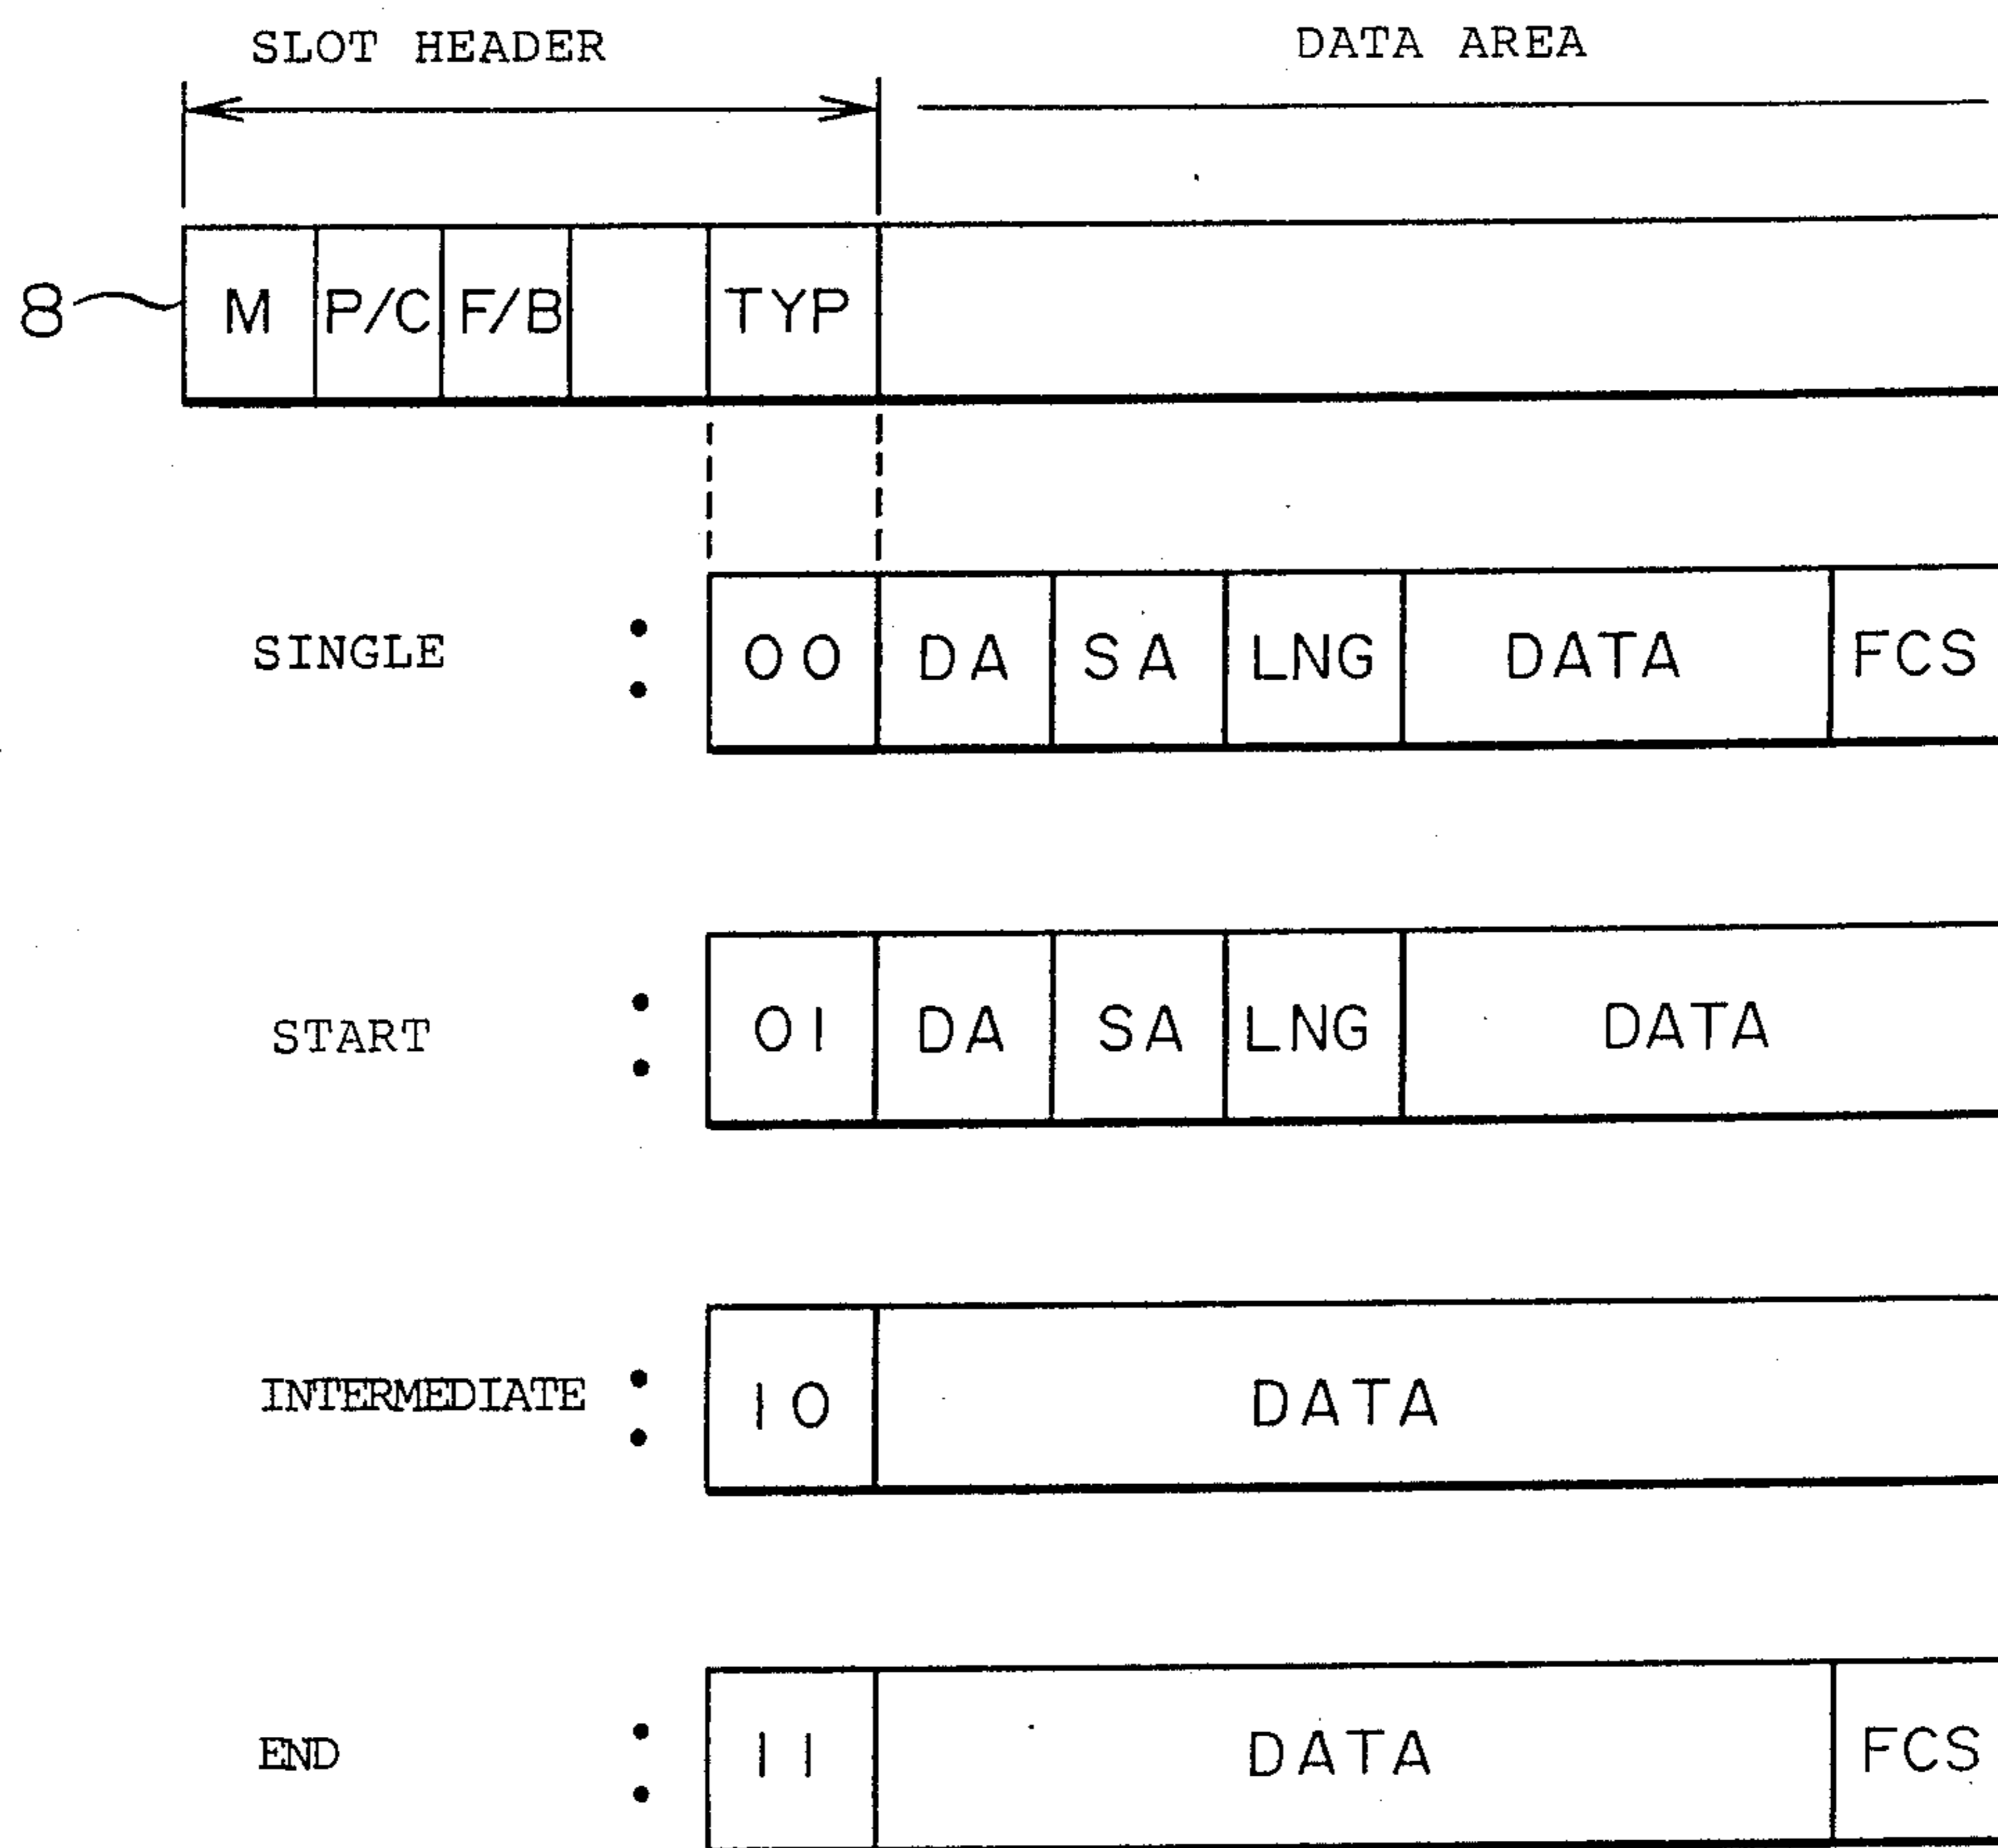 SLOT HEADER DATA AREA
8 M P/C F/B TYP
SINGLE : 00 DA SA LNG DATA FCS
START : 01 DA SA LNG DATA
INTERMEDIATE : 10 DATA
END : 11 DATA FCS